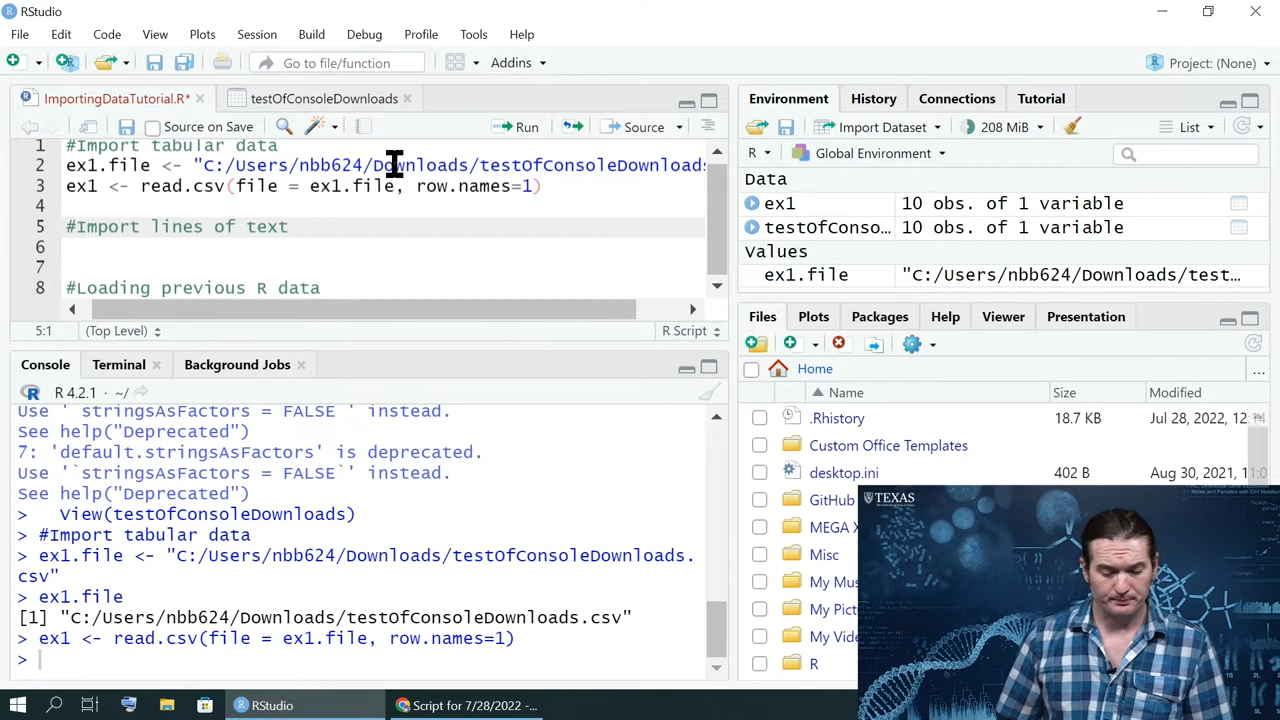 RStudio
File Edit Code View Plots Session Build Debug Profile Tools Help
Go to file/function
Addins
Project: (None)
ImportingDataTutorial.R*
testOfConsoleDownloads
Source on Save
Run
Source
1 #Import tabular data
2 ex1.file <- "C:/Users/nbb624/Downloads/testOfConsoleDownloads
3 ex1 <- read.csv(file = ex1.file, row.names=1)
4
5 #Import lines of text
6
7
8 #Loading previous R data
5:1 (Top Level) R Script
Console Terminal Background Jobs
R 4.2.1 · ~/
Use ' stringsAsFactors = FALSE ' instead.
See help("Deprecated")
7: 'default.stringsAsFactors' is deprecated.
Use '`stringsAsFactors = FALSE`' instead.
See help("Deprecated")
> View(testOfConsoleDownloads)
> #Import tabular data
> ex1.file <- "C:/Users/nbb624/Downloads/testOfConsoleDownloads.
csv"
> ex1.file
[1] "C:/Users/nbb624/Downloads/testOfConsoleDownloads.csv"
> ex1 <- read.csv(file = ex1.file, row.names=1)
>
Environment History Connections Tutorial
Import Dataset 208 MiB List
R Global Environment
Data
ex1 10 obs. of 1 variable
testOfConso… 10 obs. of 1 variable
Values
ex1.file "C:/Users/nbb624/Downloads/test…
Files Plots Packages Help Viewer Presentation
Home ...
Name Size Modified
.Rhistory 18.7 KB Jul 28, 2022, 12:14
Custom Office Templates
desktop.ini 402 B Aug 30, 2021, 11:0
GitHub
MEGA X
Misc
My Mus
My Pict
My Vide
R
TEXAS
RStudio
Script for 7/28/2022 - ...